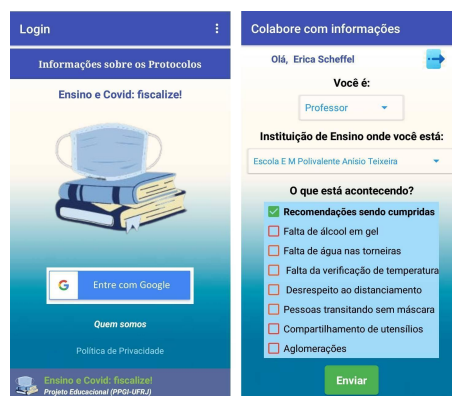 Login
Informações sobre os Protocolos
Ensino e Covid: fiscalize!
G Entre com Google
Quem somos
Política de Privacidade
Ensino e Covid: fiscalize!
Projeto Educacional (PPGI-UFRJ)
Colabore com informações
Olá, Erica Scheffel
Você é:
Professor
Instituição de Ensino onde você está:
Escola E M Polivalente Anísio Teixeira
O que está acontecendo?
Recomendações sendo cumpridas
Falta de álcool em gel
Falta de água nas torneiras
Falta da verificação de temperatura
Desrespeito ao distanciamento
Pessoas transitando sem máscara
Compartilhamento de utensílios
Aglomerações
Enviar